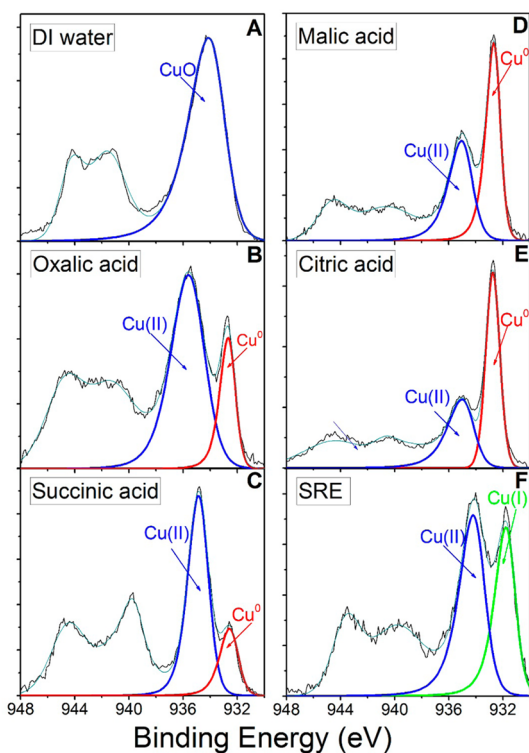 A
DI water
CuO
D
Malic acid
Cu⁰
Cu(II)
B
Oxalic acid
Cu(II)
Cu⁰
E
Citric acid
Cu⁰
Cu(II)
C
Succinic acid
Cu(II)
Cu⁰
F
SRE
Cu(I)
Cu(II)
948 944 940 936 932 948 944 940 936 932
Binding Energy (eV)